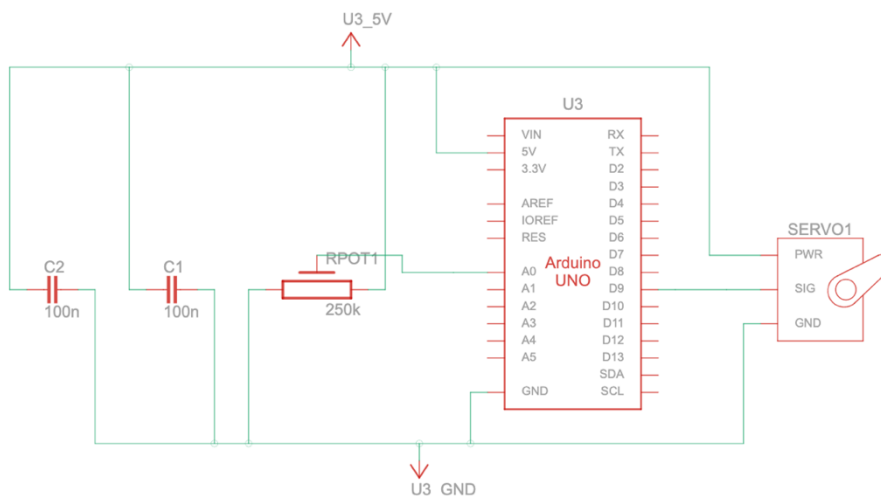 U3_5V
U3
VIN
5V
3.3V
AREF
IOREF
RES
A0
A1
A2
A3
A4
A5
GND
Arduino
UNO
RX
TX
D2
D3
D4
D5
D6
D7
D8
D9
D10
D11
D12
D13
SDA
SCL
SERVO1
PWR
SIG
GND
C2
100n
C1
100n
RPOT1
250k
U3_GND